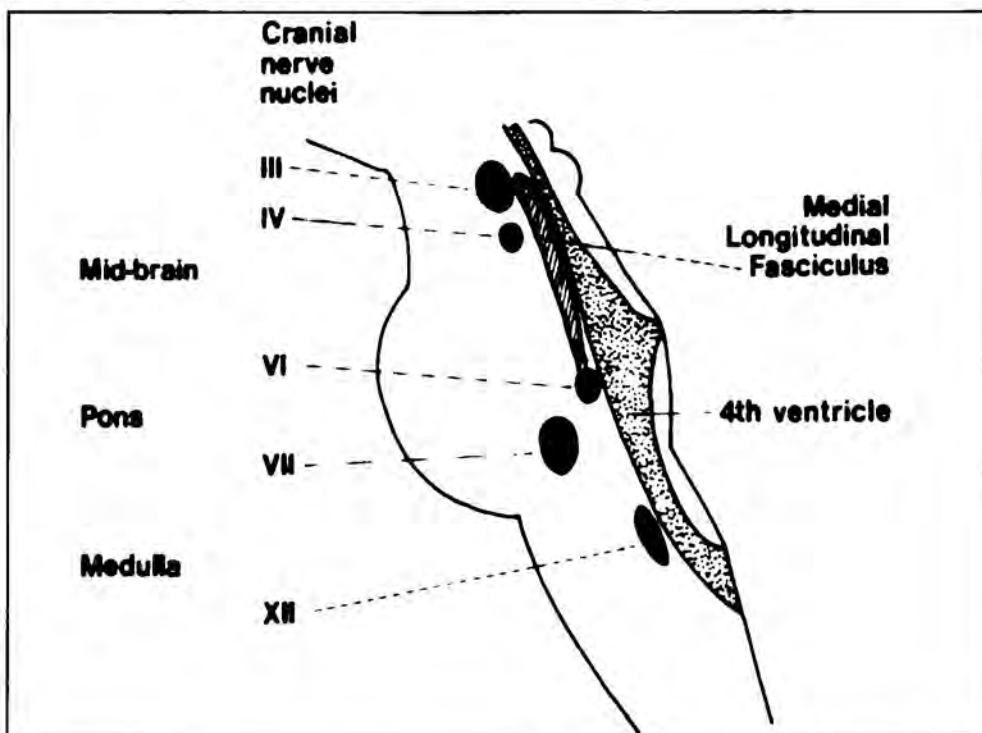 Cranial
nerve
nuclei
III
IV
Mid-brain
VI
Pons
VII
Medulla
XII
Medial
Longitudinal
Fasciculus
4th ventricle